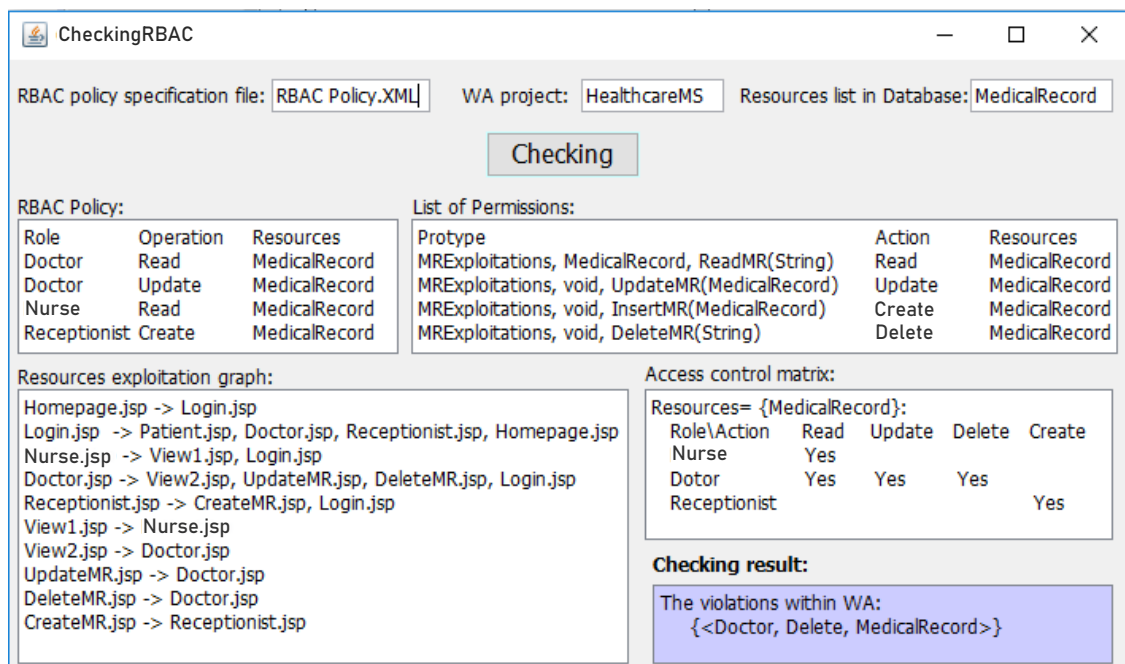 CheckingRBAC
RBAC policy specification file: RBAC Policy.XML WA project: HealthcareMS Resources list in Database: MedicalRecord
Checking
RBAC Policy:
Role Operation Resources
Doctor Read MedicalRecord
Doctor Update MedicalRecord
Nurse Read MedicalRecord
Receptionist Create MedicalRecord
List of Permissions:
Protype Action Resources
MRExploitations, MedicalRecord, ReadMR(String) Read MedicalRecord
MRExploitations, void, UpdateMR(MedicalRecord) Update MedicalRecord
MRExploitations, void, InsertMR(MedicalRecord) Create MedicalRecord
MRExploitations, void, DeleteMR(String) Delete MedicalRecord
Resources exploitation graph:
Homepage.jsp -> Login.jsp
Login.jsp -> Patient.jsp, Doctor.jsp, Receptionist.jsp, Homepage.jsp
Nurse.jsp -> View1.jsp, Login.jsp
Doctor.jsp -> View2.jsp, UpdateMR.jsp, DeleteMR.jsp, Login.jsp
Receptionist.jsp -> CreateMR.jsp, Login.jsp
View1.jsp -> Nurse.jsp
View2.jsp -> Doctor.jsp
UpdateMR.jsp -> Doctor.jsp
DeleteMR.jsp -> Doctor.jsp
CreateMR.jsp -> Receptionist.jsp
Access control matrix:
Resources= {MedicalRecord}:
Role\Action Read Update Delete Create
Nurse Yes
Dotor Yes Yes Yes
Receptionist Yes
Checking result:
The violations within WA:
{<Doctor, Delete, MedicalRecord>}